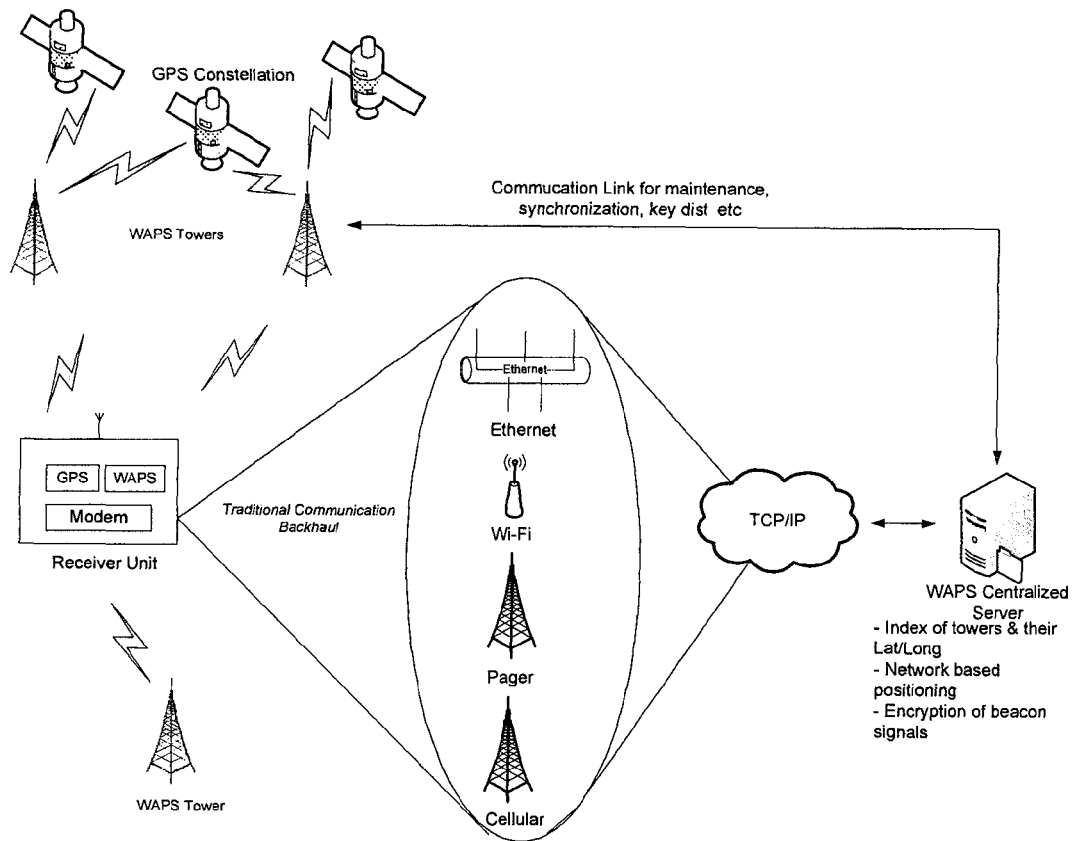 GPS Constellation
Commucation Link for maintenance,
synchronization, key dist etc
WAPS Towers
Ethernet
Ethernet
GPS
WAPS
Modem
Receiver Unit
Traditional Communication
Backhaul
Wi-Fi
TCP/IP
WAPS Centralized
Server
- Index of towers & their
Lat/Long
- Network based
positioning
- Encryption of beacon
signals
Pager
WAPS Tower
Cellular